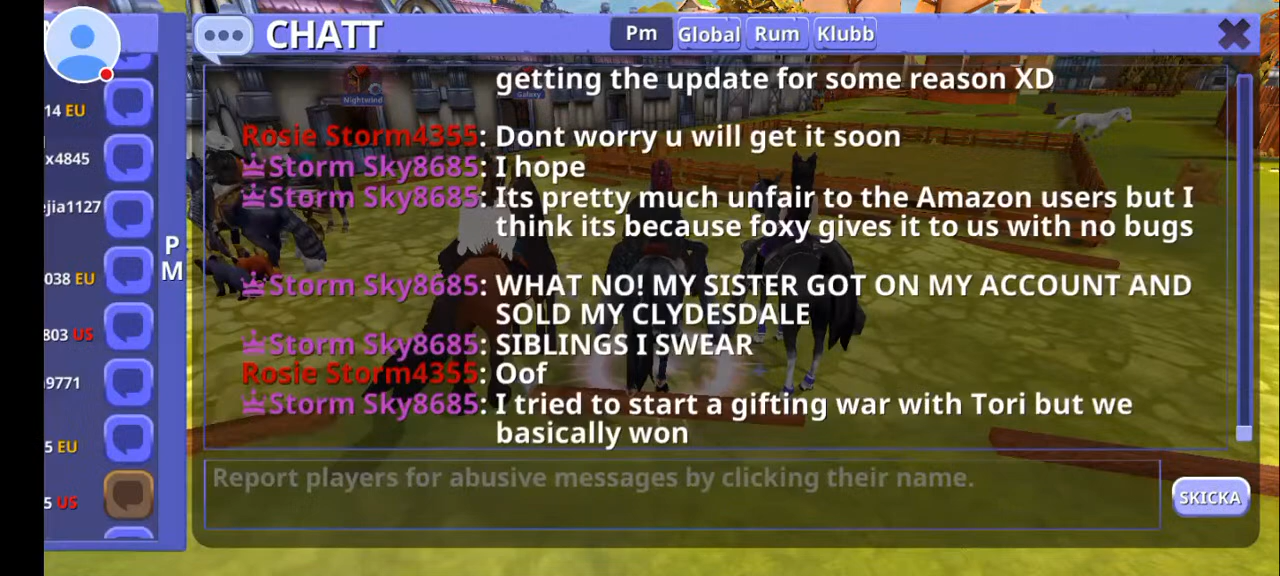 CHATT
Pm
Global
Rum
Klubb
getting the update for some reason XD
Rosie Storm4355: Dont worry u will get it soon
Storm Sky8685: I hope
Storm Sky8685: Its pretty much unfair to the Amazon users but I
think its because foxy gives it to us with no bugs
Storm Sky8685: WHAT NO! MY SISTER GOT ON MY ACCOUNT AND
SOLD MY CLYDESDALE
Storm Sky8685: SIBLINGS I SWEAR
Rosie Storm4355: Oof
Storm Sky8685: I tried to start a gifting war with Tori but we
basically won
Report players for abusive messages by clicking their name.
SKICKA
14 EU
x4845
ejia1127
038 EU
803 US
9771
5 EU
5 US
P
M
Nightwind
Galaxy